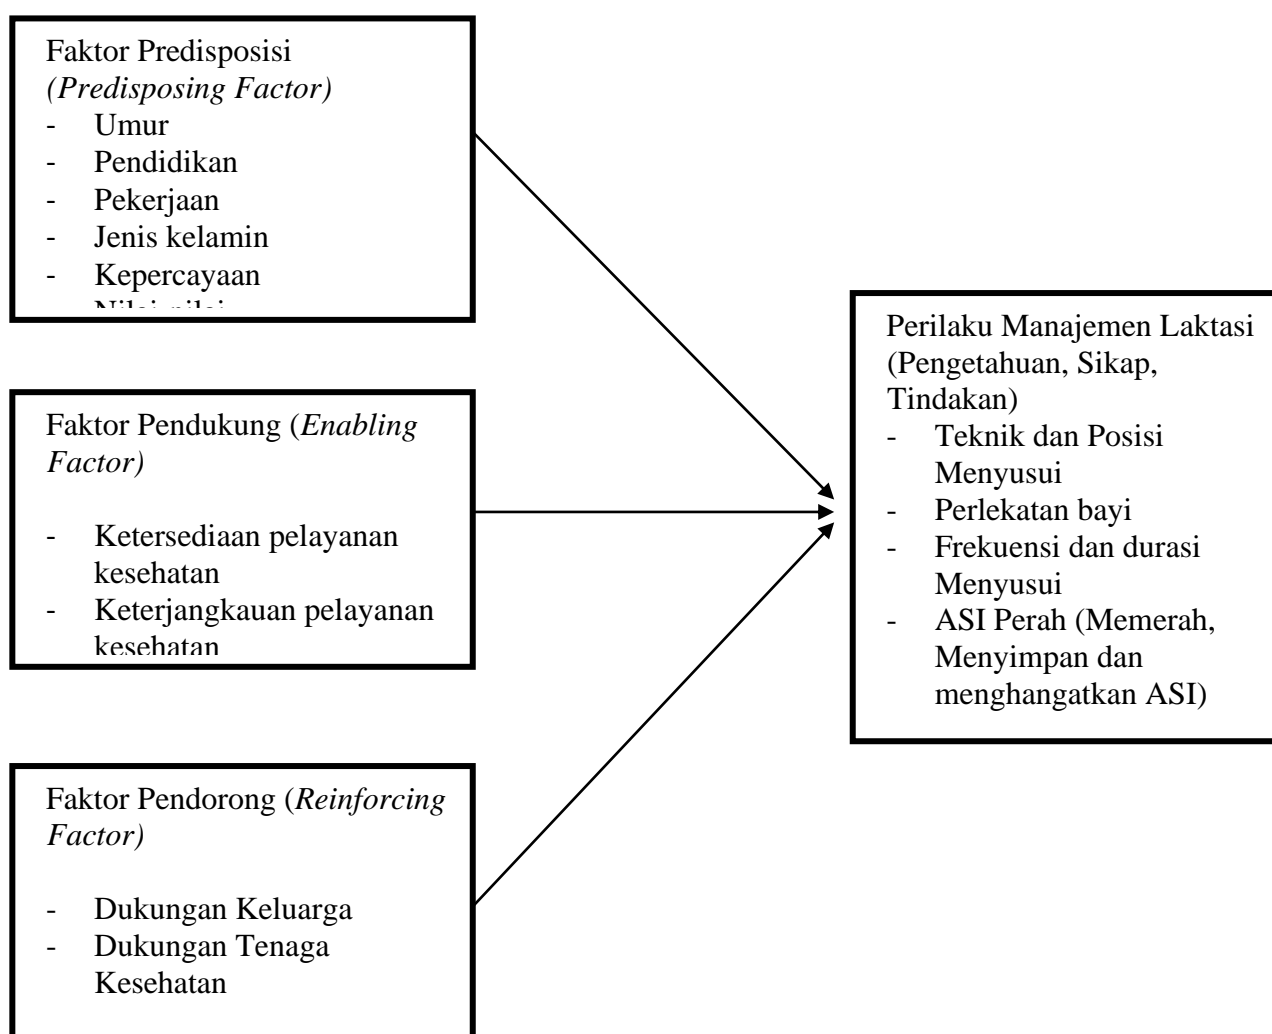 Faktor Predisposisi
(Predisposing Factor)
- Umur
- Pendidikan
- Pekerjaan
- Jenis kelamin
- Kepercayaan
Faktor Pendukung (Enabling
Factor)
- Ketersediaan pelayanan
kesehatan
- Keterjangkauan pelayanan
kesehatan
Faktor Pendorong (Reinforcing
Factor)
- Dukungan Keluarga
- Dukungan Tenaga
Kesehatan
Perilaku Manajemen Laktasi
(Pengetahuan, Sikap,
Tindakan)
- Teknik dan Posisi
Menyusui
- Perlekatan bayi
- Frekuensi dan durasi
Menyusui
- ASI Perah (Memerah,
Menyimpan dan
menghangatkan ASI)